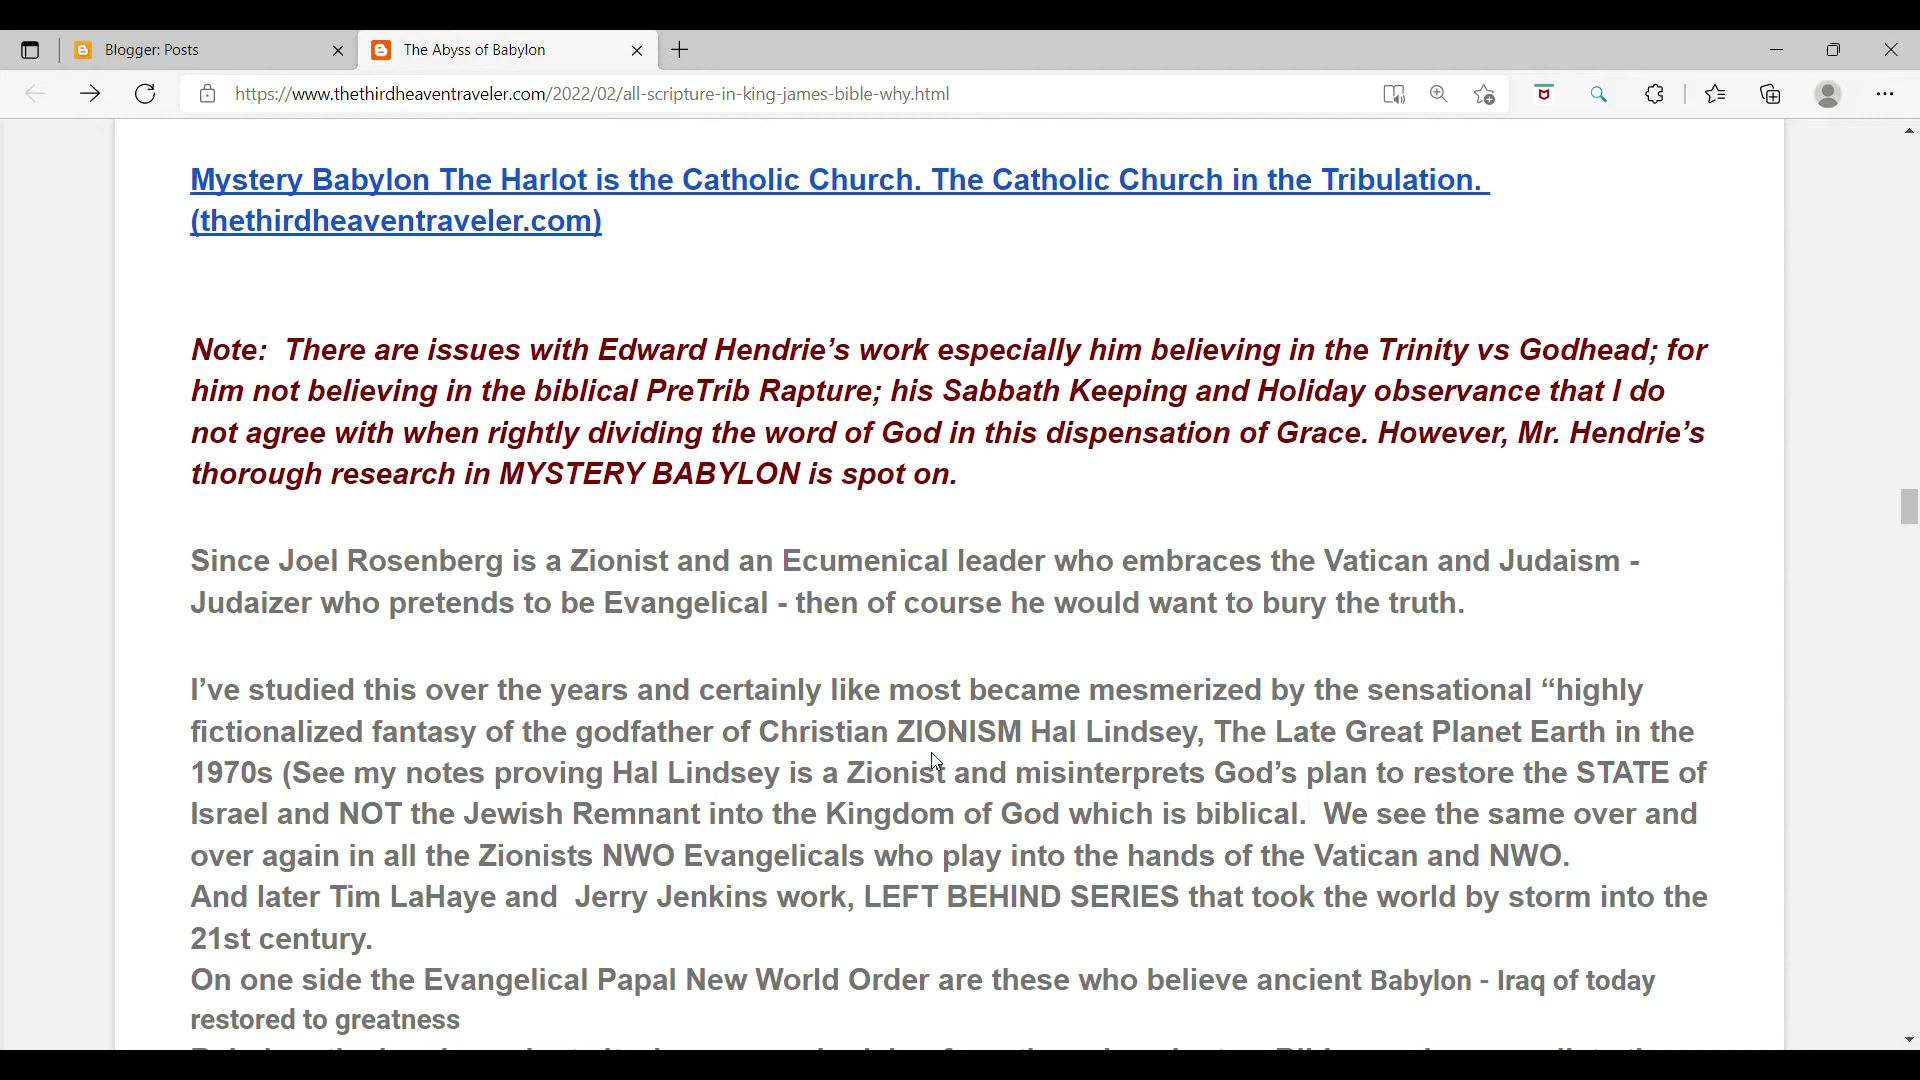 Blogger: Posts
The Abyss of Babylon
https://www.thethirdheaventraveler.com/2022/02/all-scripture-in-king-james-bible-why.html
Mystery Babylon The Harlot is the Catholic Church. The Catholic Church in the Tribulation.
(thethirdheaventraveler.com)
Note:  There are issues with Edward Hendrie’s work especially him believing in the Trinity vs Godhead; for
him not believing in the biblical PreTrib Rapture; his Sabbath Keeping and Holiday observance that I do
not agree with when rightly dividing the word of God in this dispensation of Grace. However, Mr. Hendrie’s
thorough research in MYSTERY BABYLON is spot on.
Since Joel Rosenberg is a Zionist and an Ecumenical leader who embraces the Vatican and Judaism -
Judaizer who pretends to be Evangelical - then of course he would want to bury the truth.
I’ve studied this over the years and certainly like most became mesmerized by the sensational “highly
fictionalized fantasy of the godfather of Christian ZIONISM Hal Lindsey, The Late Great Planet Earth in the
1970s (See my notes proving Hal Lindsey is a Zionist and misinterprets God’s plan to restore the STATE of
Israel and NOT the Jewish Remnant into the Kingdom of God which is biblical.  We see the same over and
over again in all the Zionists NWO Evangelicals who play into the hands of the Vatican and NWO.
And later Tim LaHaye and  Jerry Jenkins work, LEFT BEHIND SERIES that took the world by storm into the
21st century.
On one side the Evangelical Papal New World Order are these who believe ancient Babylon - Iraq of today
restored to greatness